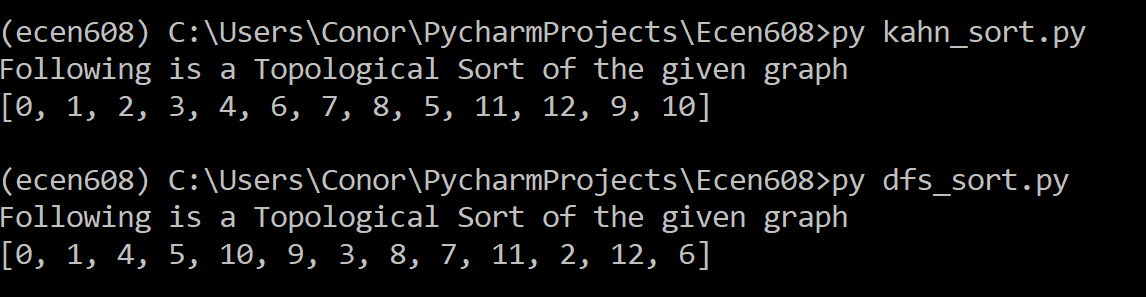 (ecen608) C:\Users\Conor\PycharmProjects\Ecen608>py kahn_sort.py
Following is a Topological Sort of the given graph
[0, 1, 2, 3, 4, 6, 7, 8, 5, 11, 12, 9, 10]
(ecen608) C:\Users\Conor\PycharmProjects\Ecen608>py dfs_sort.py
Following is a Topological Sort of the given graph
[0, 1, 4, 5, 10, 9, 3, 8, 7, 11, 2, 12, 6]